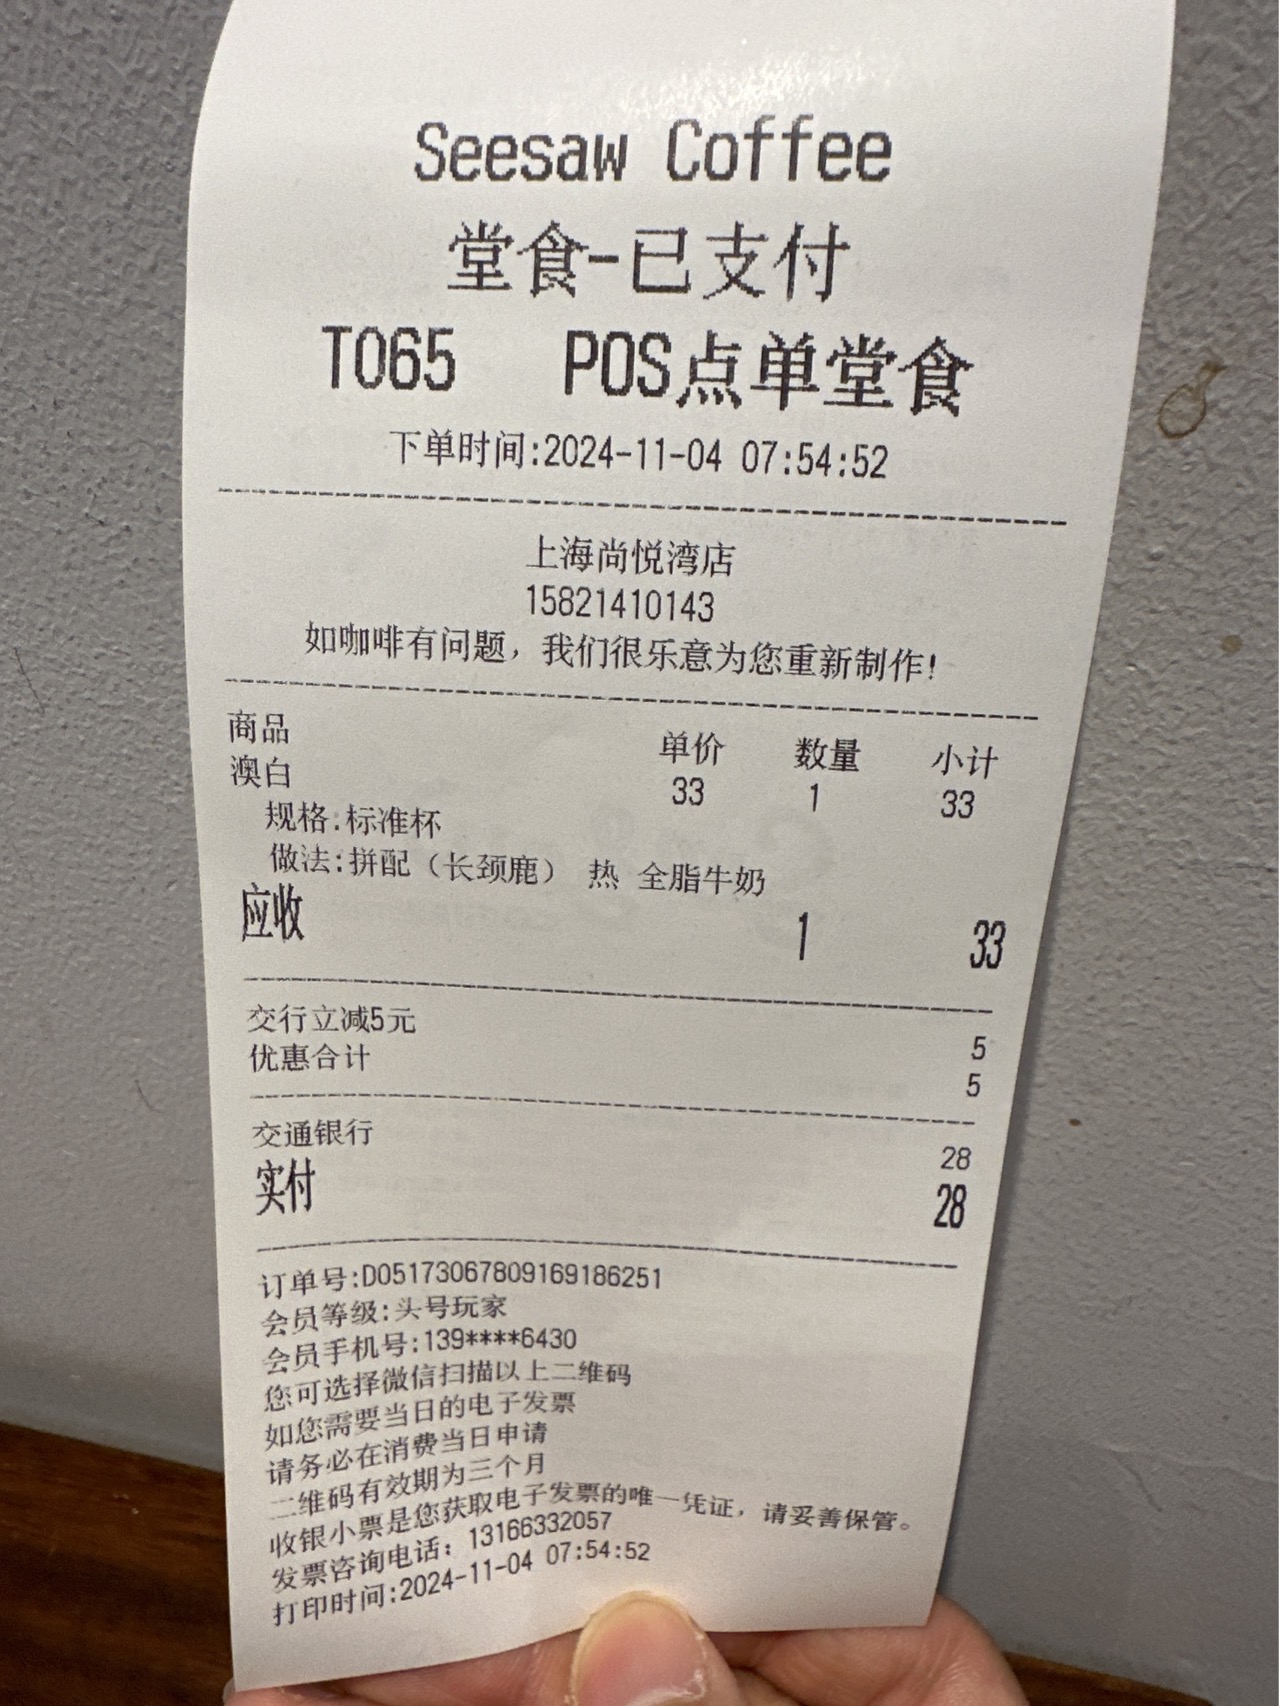 Seesaw Coffee
堂食-已支付
T065 POS点单堂食
下单时间:2024-11-04 07:54:52
上海尚悦湾店
15821410143
如咖啡有问题，我们很乐意为您重新制作!
商品 单价 数量 小计
澳白 33 1 33
规格:标准杯
做法:拼配（长颈鹿） 热 全脂牛奶
应收 1 33
交行立减5元 5
优惠合计 5
交通银行 28
实付 28
订单号:D051730678091691​86251
会员等级:头号玩家
会员手机号:139****6430
您可选择微信扫描以上二维码
如您需要当日的电子发票
请务必在消费当日申请
二维码有效期为三个月
收银小票是您获取电子发票的唯一凭证，请妥善保管。
发票咨询电话：13166332057
打印时间:2024-11-04 07:54:52